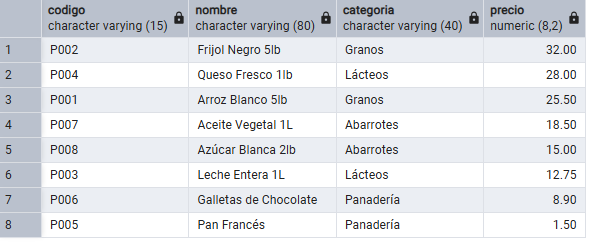 codigo nombre categoria precio
character varying (15) character varying (80) character varying (40) numeric (8,2)
1 P002 Frijol Negro 5lb Granos 32.00
2 P004 Queso Fresco 1lb Lácteos 28.00
3 P001 Arroz Blanco 5lb Granos 25.50
4 P007 Aceite Vegetal 1L Abarrotes 18.50
5 P008 Azúcar Blanca 2lb Abarrotes 15.00
6 P003 Leche Entera 1L Lácteos 12.75
7 P006 Galletas de Chocolate Panadería 8.90
8 P005 Pan Francés Panadería 1.50